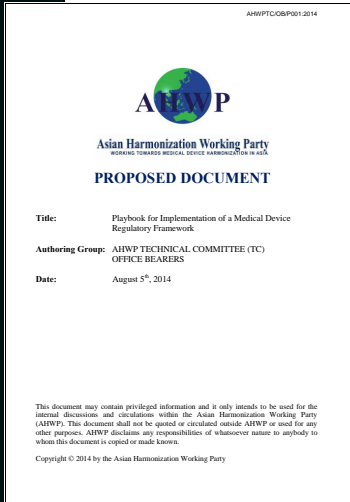 AHWPTC/OB/P001:2014
AHWP
Asian Harmonization Working Party
WORKING TOWARDS MEDICAL DEVICE HARMONIZATION IN ASIA
PROPOSED DOCUMENT
Title: Playbook for Implementation of a Medical Device
Regulatory Framework
Authoring Group: AHWP TECHNICAL COMMITTEE (TC)
OFFICE BEARERS
Date: August 5th, 2014
This document may contain privileged information and it only intends to be used for the
internal discussions and circulations within the Asian Harmonization Working Party
(AHWP). This document shall not be quoted or circulated outside AHWP or used for any
other purposes. AHWP disclaims any responsibilities of whatsoever nature to anybody to
whom this document is copied or made known.
Copyright © 2014 by the Asian Harmonization Working Party